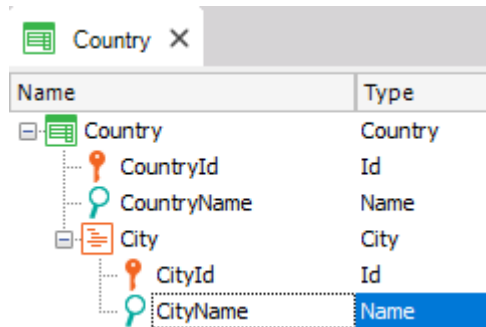 Country
Name Type
Country Country
CountryId Id
CountryName Name
City City
CityId Id
CityName Name